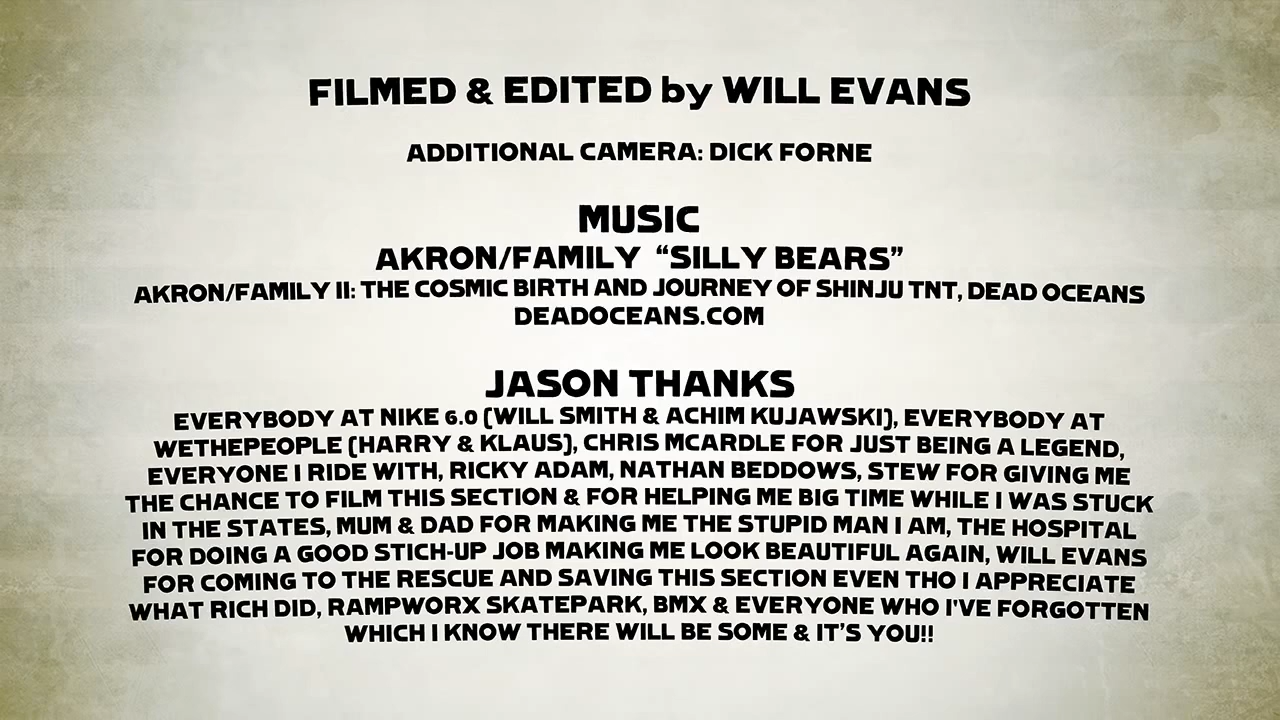 FILMED & EDITED by WILL EVANS
ADDITIONAL CAMERA: DICK FORNE
MUSIC
AKRON/FAMILY “SILLY BEARS”
AKRON/FAMILY II: THE COSMIC BIRTH AND JOURNEY OF SHINJU TNT, DEAD OCEANS
DEADOCEANS.COM
JASON THANKS
EVERYBODY AT NIKE 6.0 (WILL SMITH & ACHIM KUJAWSKI), EVERYBODY AT
WETHEPEOPLE (HARRY & KLAUS), CHRIS MCARDLE FOR JUST BEING A LEGEND,
EVERYONE I RIDE WITH, RICKY ADAM, NATHAN BEDDOWS, STEW FOR GIVING ME
THE CHANCE TO FILM THIS SECTION & FOR HELPING ME BIG TIME WHILE I WAS STUCK
IN THE STATES, MUM & DAD FOR MAKING ME THE STUPID MAN I AM, THE HOSPITAL
FOR DOING A GOOD STICH-UP JOB MAKING ME LOOK BEAUTIFUL AGAIN, WILL EVANS
FOR COMING TO THE RESCUE AND SAVING THIS SECTION EVEN THO I APPRECIATE
WHAT RICH DID, RAMPWORX SKATEPARK, BMX & EVERYONE WHO I'VE FORGOTTEN
WHICH I KNOW THERE WILL BE SOME & IT’S YOU!!